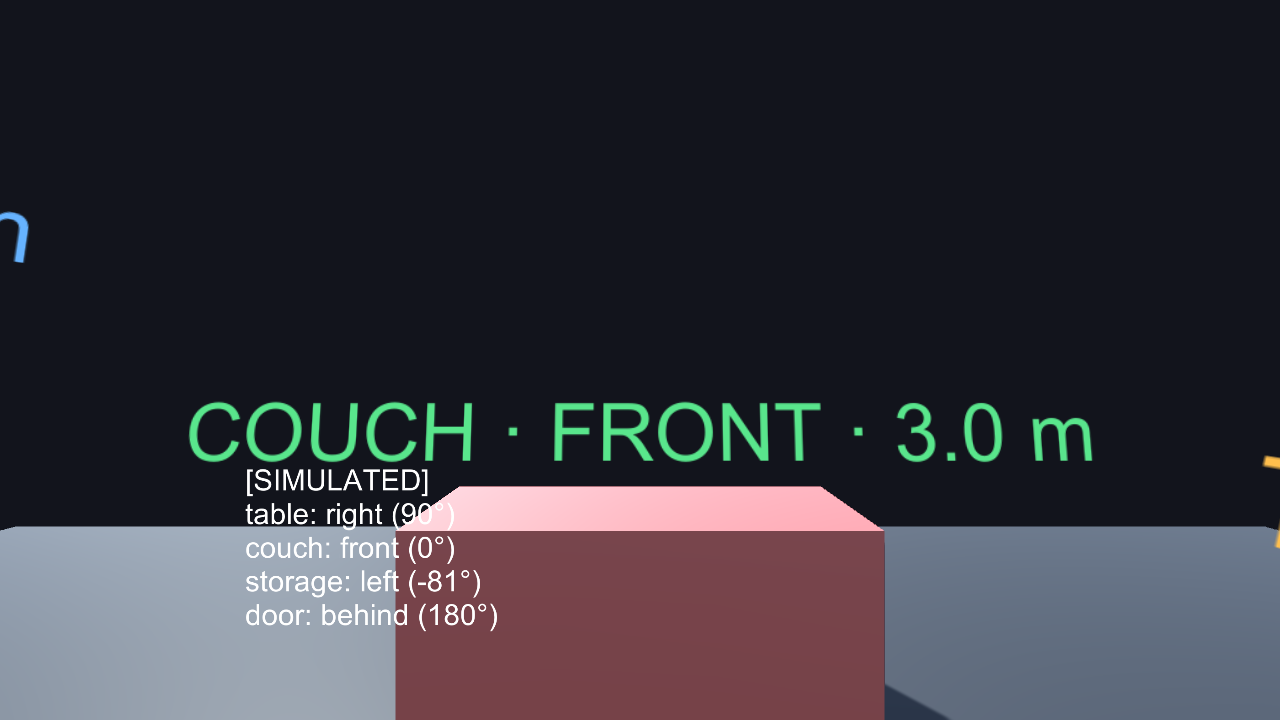 COUCH · FRONT · 3.0 m
[SIMULATED]
table: right (90°)
couch: front (0°)
storage: left (-81°)
door: behind (180°)